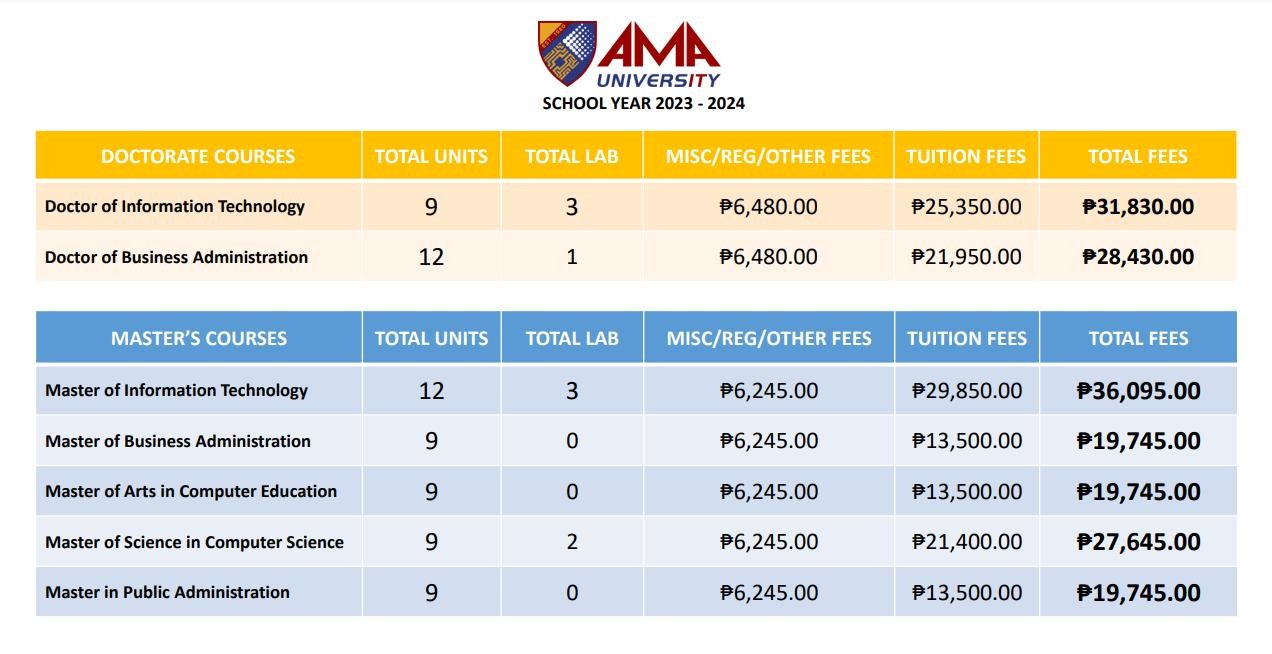 EST. 1980
AMA
UNIVERSITY
SCHOOL YEAR 2023 - 2024
DOCTORATE COURSES TOTAL UNITS TOTAL LAB MISC/REG/OTHER FEES TUITION FEES TOTAL FEES
Doctor of Information Technology 9 3 ₱6,480.00 ₱25,350.00 ₱31,830.00
Doctor of Business Administration 12 1 ₱6,480.00 ₱21,950.00 ₱28,430.00
MASTER’S COURSES TOTAL UNITS TOTAL LAB MISC/REG/OTHER FEES TUITION FEES TOTAL FEES
Master of Information Technology 12 3 ₱6,245.00 ₱29,850.00 ₱36,095.00
Master of Business Administration 9 0 ₱6,245.00 ₱13,500.00 ₱19,745.00
Master of Arts in Computer Education 9 0 ₱6,245.00 ₱13,500.00 ₱19,745.00
Master of Science in Computer Science 9 2 ₱6,245.00 ₱21,400.00 ₱27,645.00
Master in Public Administration 9 0 ₱6,245.00 ₱13,500.00 ₱19,745.00